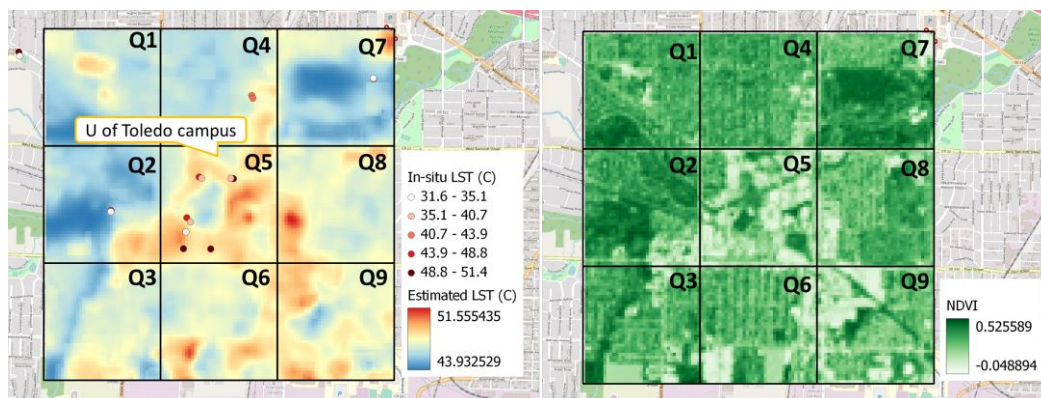 Q1
Q4
Q7
U of Toledo campus
Q2
Q5
Q8
Q3
Q6
Q9
In-situ LST (C)
31.6 - 35.1
35.1 - 40.7
40.7 - 43.9
43.9 - 48.8
48.8 - 51.4
Estimated LST (C)
51.555435
43.932529
Q1
Q4
Q7
Q2
Q5
Q8
Q3
Q6
Q9
NDVI
0.525589
-0.048894